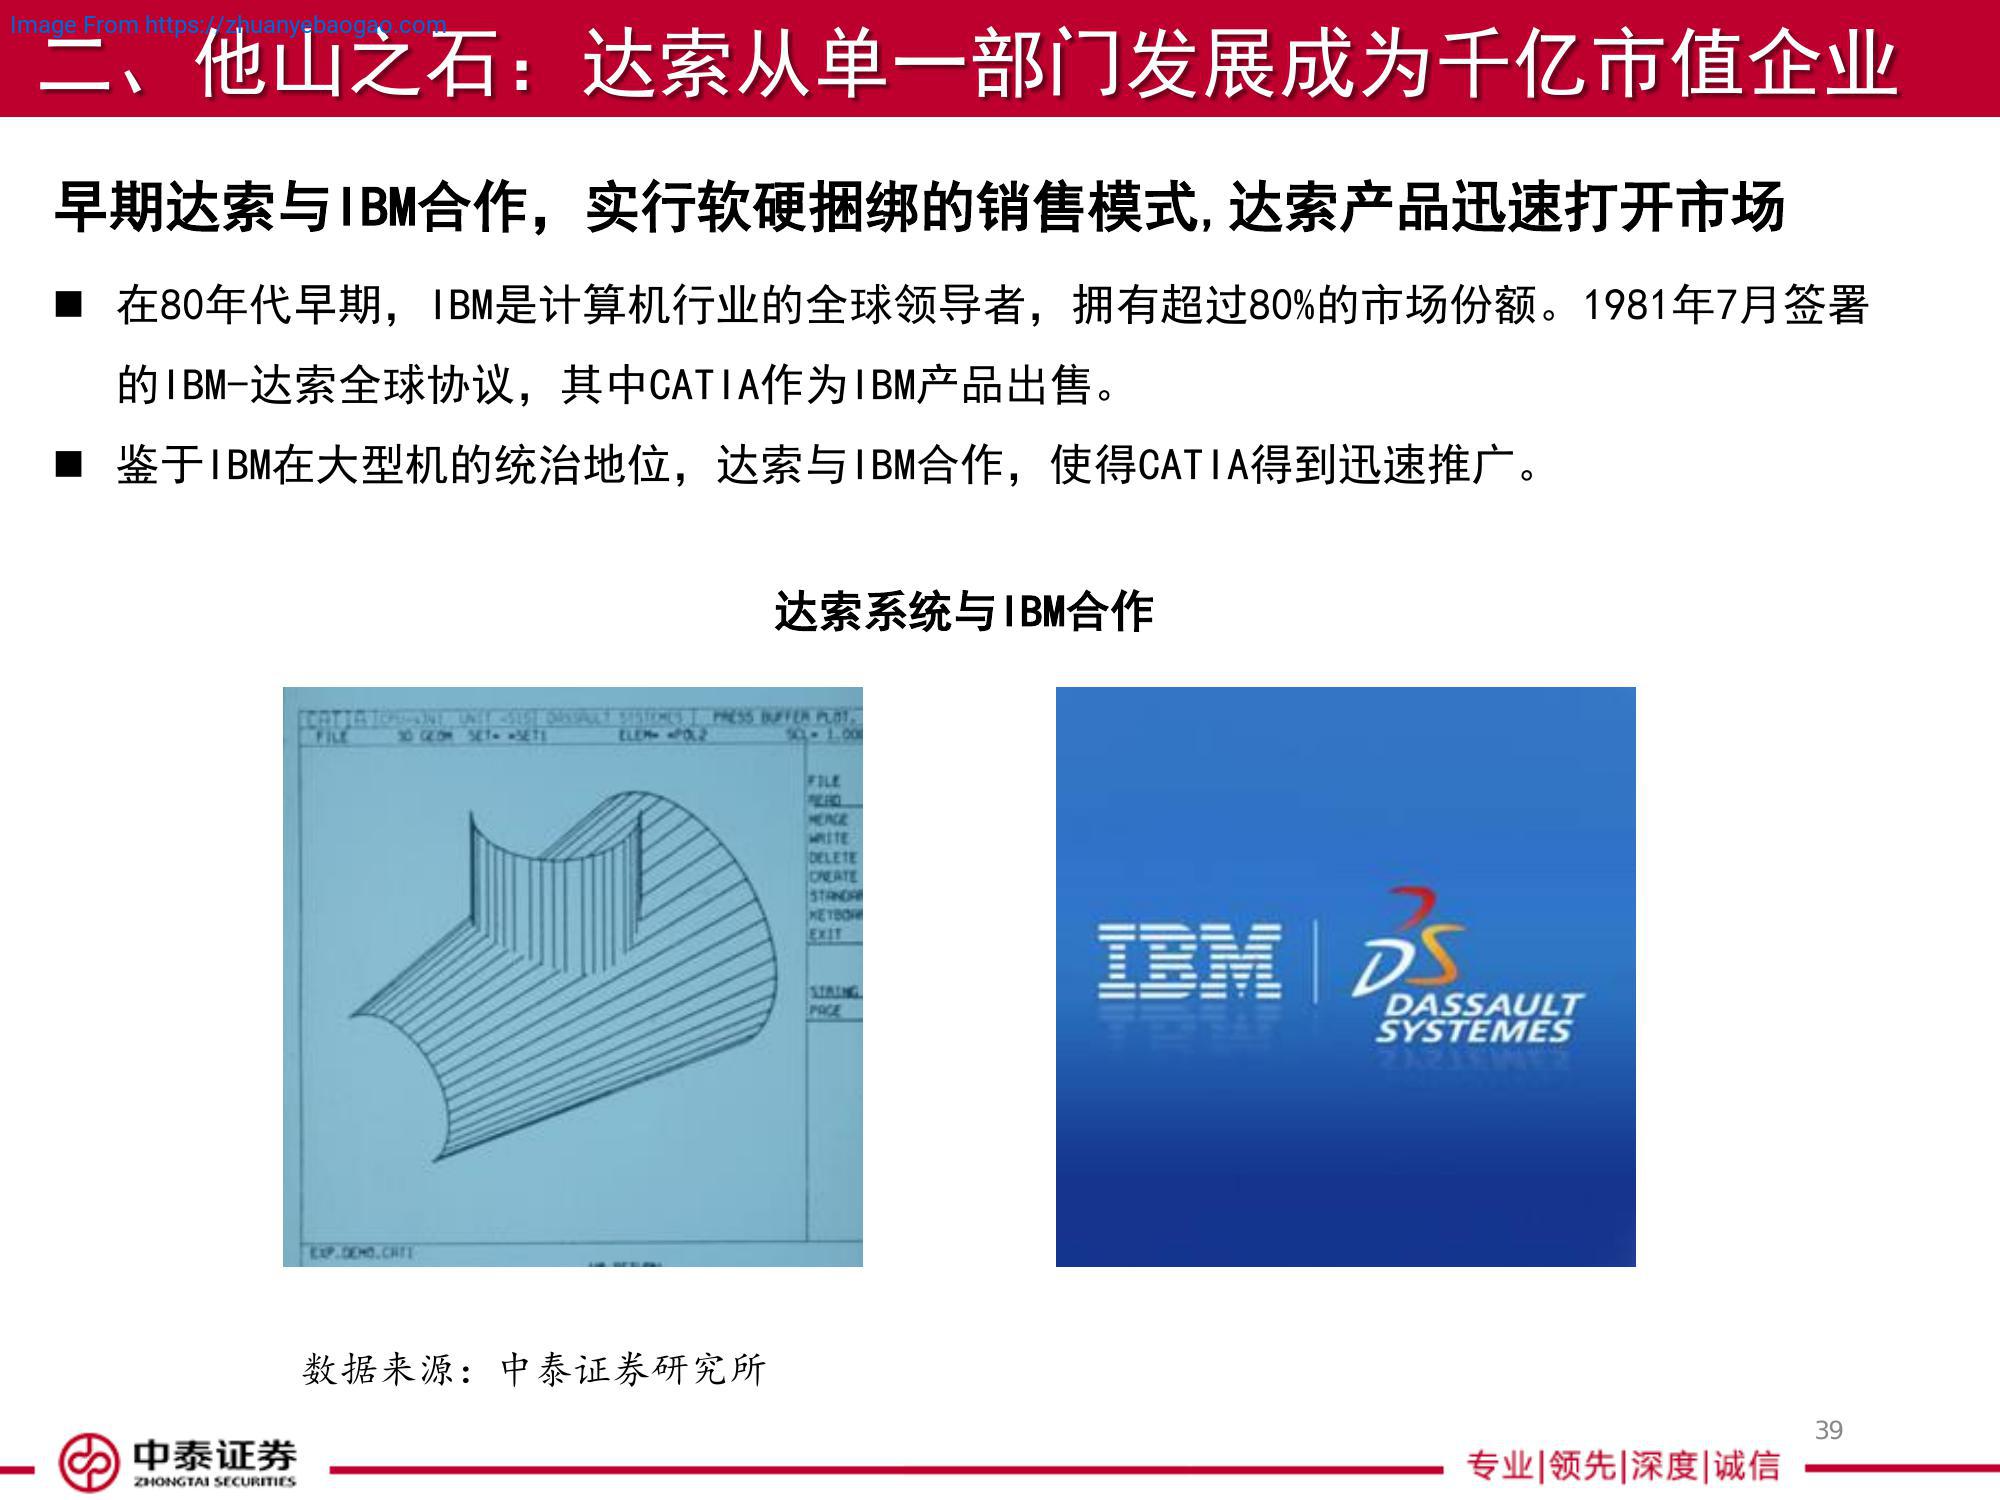 Image From https://zhuanyebaogao.com
二、他山之石：达索从单一部门发展成为千亿市值企业
早期达索与IBM合作，实行软硬捆绑的销售模式,达索产品迅速打开市场
■ 在80年代早期，IBM是计算机行业的全球领导者，拥有超过80%的市场份额。1981年7月签署
的IBM-达索全球协议，其中CATIA作为IBM产品出售。
■ 鉴于IBM在大型机的统治地位，达索与IBM合作，使得CATIA得到迅速推广。
达索系统与IBM合作
CATIA DASSAULT SYSTEMES PRESS BUFFER PLOT.
FILE 3D GEOM SET= *SET1 ELEM= *POL2 SCL= 1.00
FILE
READ
MERGE
WRITE
DELETE
CREATE
STANDAR
KEYBOAR
EXIT
STRING
PAGE
EXP.DEMO.CATI
IBM
DS
DASSAULT
SYSTEMES
数据来源：中泰证券研究所
39
中泰证券
ZHONGTAI SECURITIES
专业|领先|深度|诚信